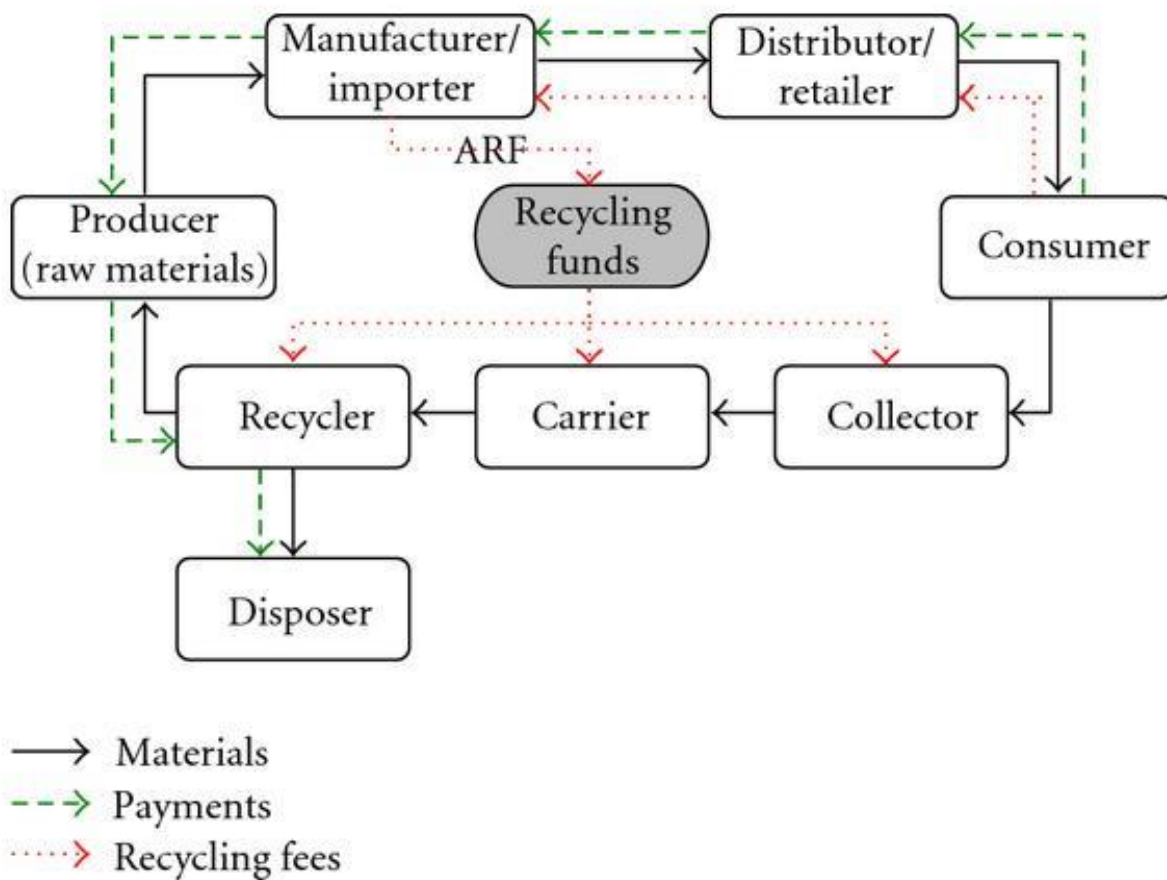 Manufacturer/
importer
Distributor/
retailer
ARF
Producer
(raw materials)
Recycling
funds
Consumer
Recycler
Carrier
Collector
Disposer
Materials
Payments
Recycling fees